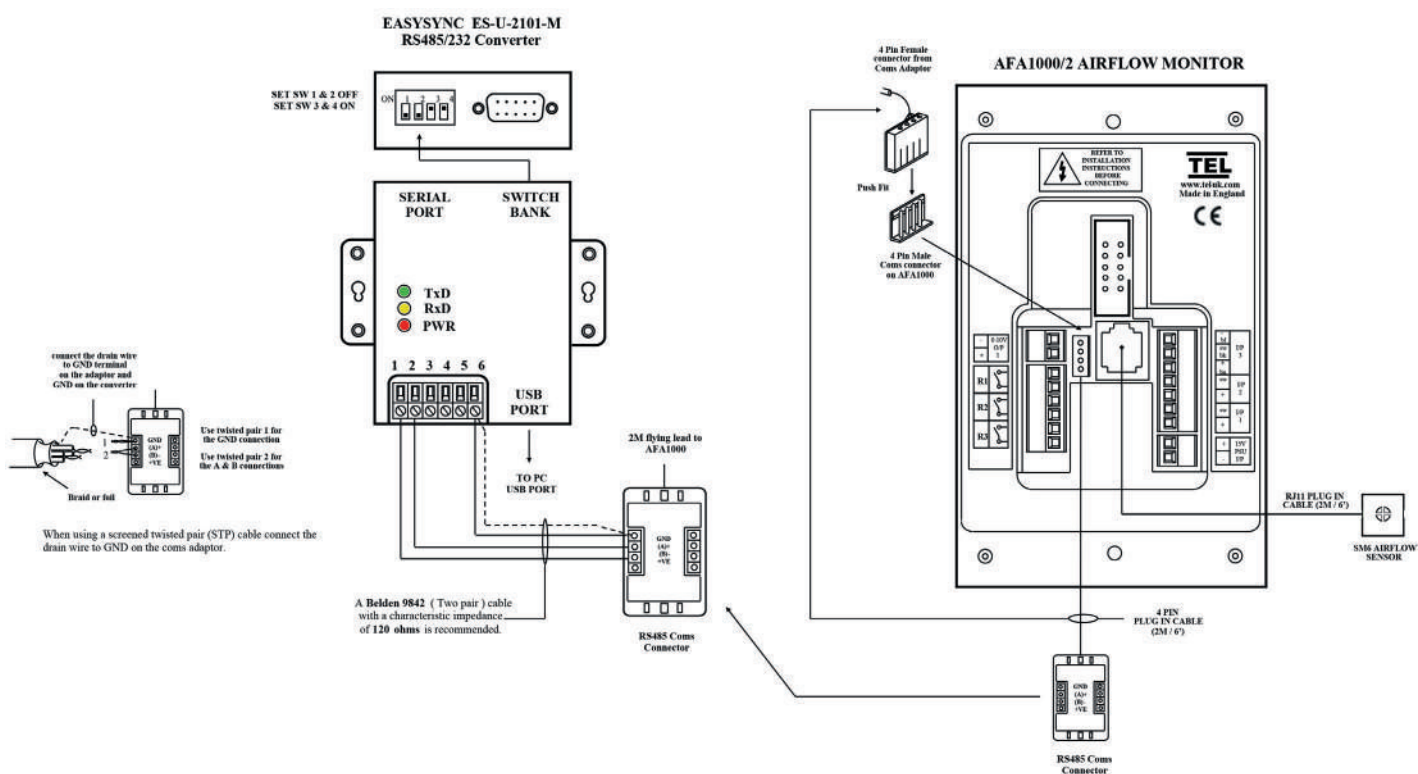 EASYSYNC ES-U-2101-M
RS485/232 Converter
SET SW 1 & 2 OFF
SET SW 3 & 4 ON
ON
1 2 3 4
SERIAL
PORT
SWITCH
BANK
TxD
RxD
PWR
1 2 3 4 5 6
USB
PORT
TO PC
USB PORT
connect the drain wire
to GND terminal
on the adaptor and
GND on the converter
1
2
GND
(A)+
(B)-
+VE
Use twisted pair 1 for
the GND connection
Use twisted pair 2 for
the A & B connections
Braid or foil
When using a screened twisted pair (STP) cable connect the
drain wire to GND on the coms adaptor.
2M flying lead to
AFA1000
GND
(A)+
(B)-
+VE
A Belden 9842 ( Two pair ) cable
with a characteristic impedance
of 120 ohms is recommended.
RS485 Coms
Connector
4 Pin Female
connector from
Coms Adaptor
Push Fit
4 Pin Male
Coms connector
on AFA1000
AFA1000/2 AIRFLOW MONITOR
REFER TO
INSTALLATION
INSTRUCTIONS
BEFORE
CONNECTING
TEL
www.tel-uk.com
Made in England
CE
- 0-10V
O/P
+ 1
R1
R2
R3
I/P
3
I/P
2
I/P
1
+ 15V
PSU
- I/P
RJ11 PLUG IN
CABLE (2M / 6')
SM6 AIRFLOW
SENSOR
4 PIN
PLUG IN CABLE
(2M / 6')
GND
(A)+
(B)-
+VE
RS485 Coms
Connector